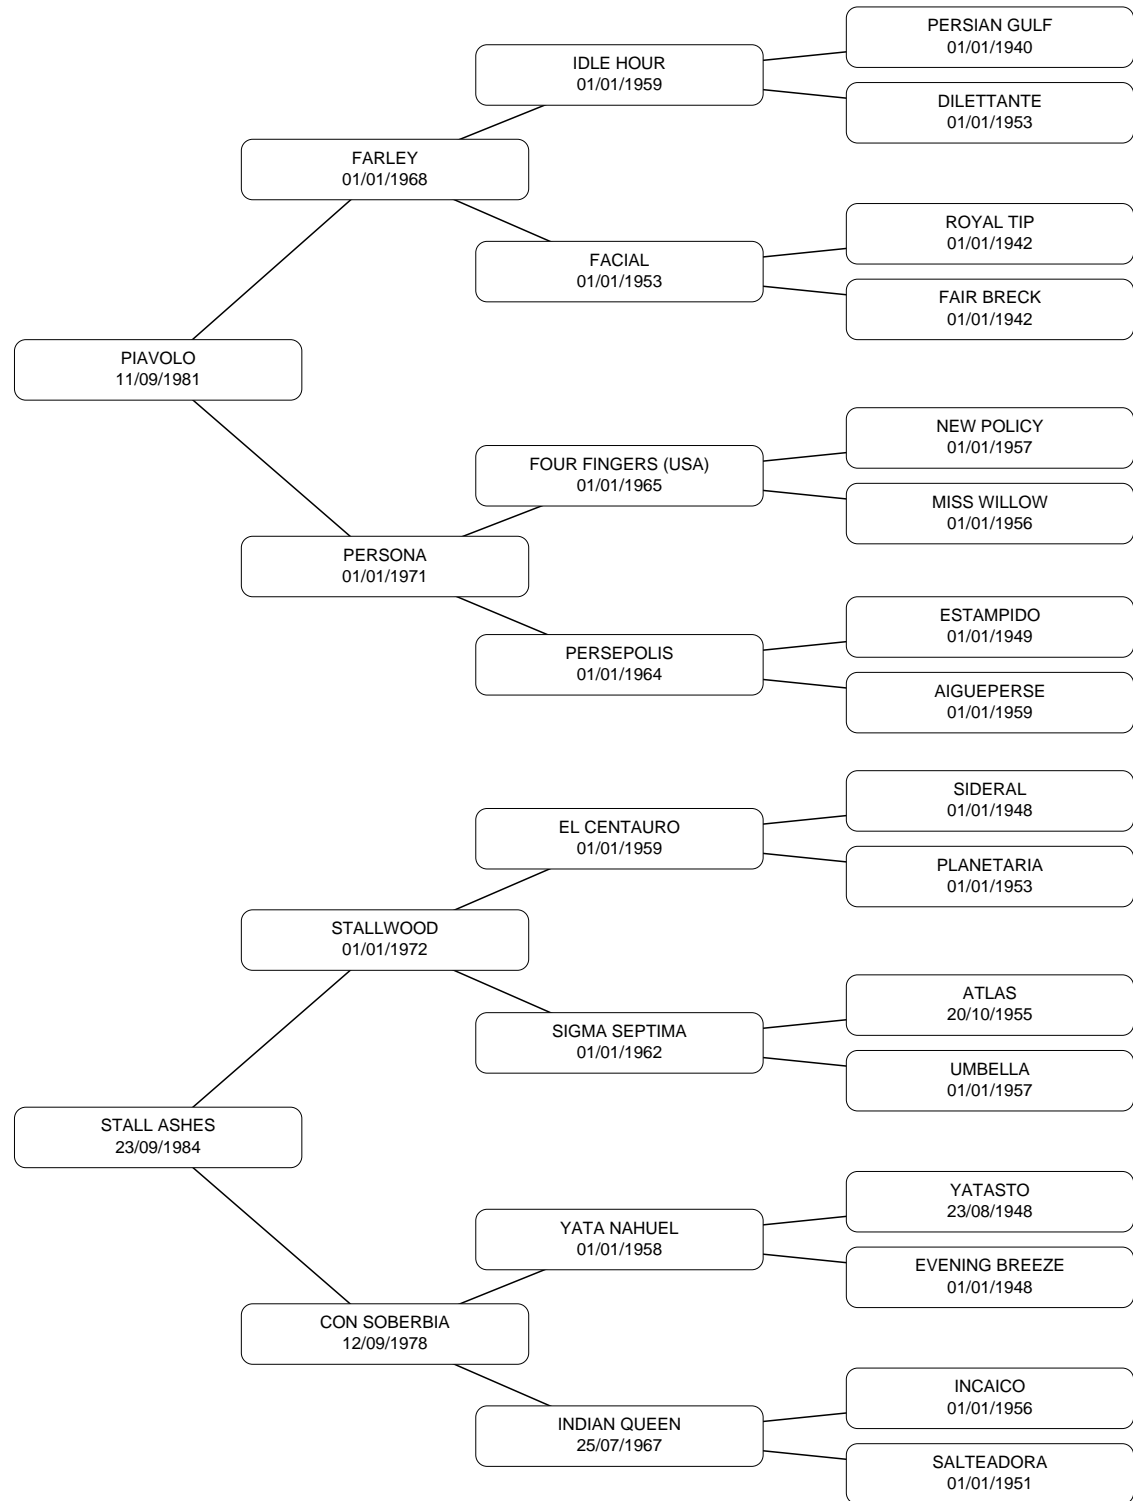 PERSIAN GULF
01/01/1940
IDLE HOUR
01/01/1959
DILETTANTE
01/01/1953
FARLEY
01/01/1968
ROYAL TIP
01/01/1942
FACIAL
01/01/1953
FAIR BRECK
01/01/1942
PIAVOLO
11/09/1981
NEW POLICY
01/01/1957
FOUR FINGERS (USA)
01/01/1965
MISS WILLOW
01/01/1956
PERSONA
01/01/1971
ESTAMPIDO
01/01/1949
PERSEPOLIS
01/01/1964
AIGUEPERSE
01/01/1959
SIDERAL
01/01/1948
EL CENTAURO
01/01/1959
PLANETARIA
01/01/1953
STALLWOOD
01/01/1972
ATLAS
20/10/1955
SIGMA SEPTIMA
01/01/1962
UMBELLA
01/01/1957
STALL ASHES
23/09/1984
YATASTO
23/08/1948
YATA NAHUEL
01/01/1958
EVENING BREEZE
01/01/1948
CON SOBERBIA
12/09/1978
INCAICO
01/01/1956
INDIAN QUEEN
25/07/1967
SALTEADORA
01/01/1951